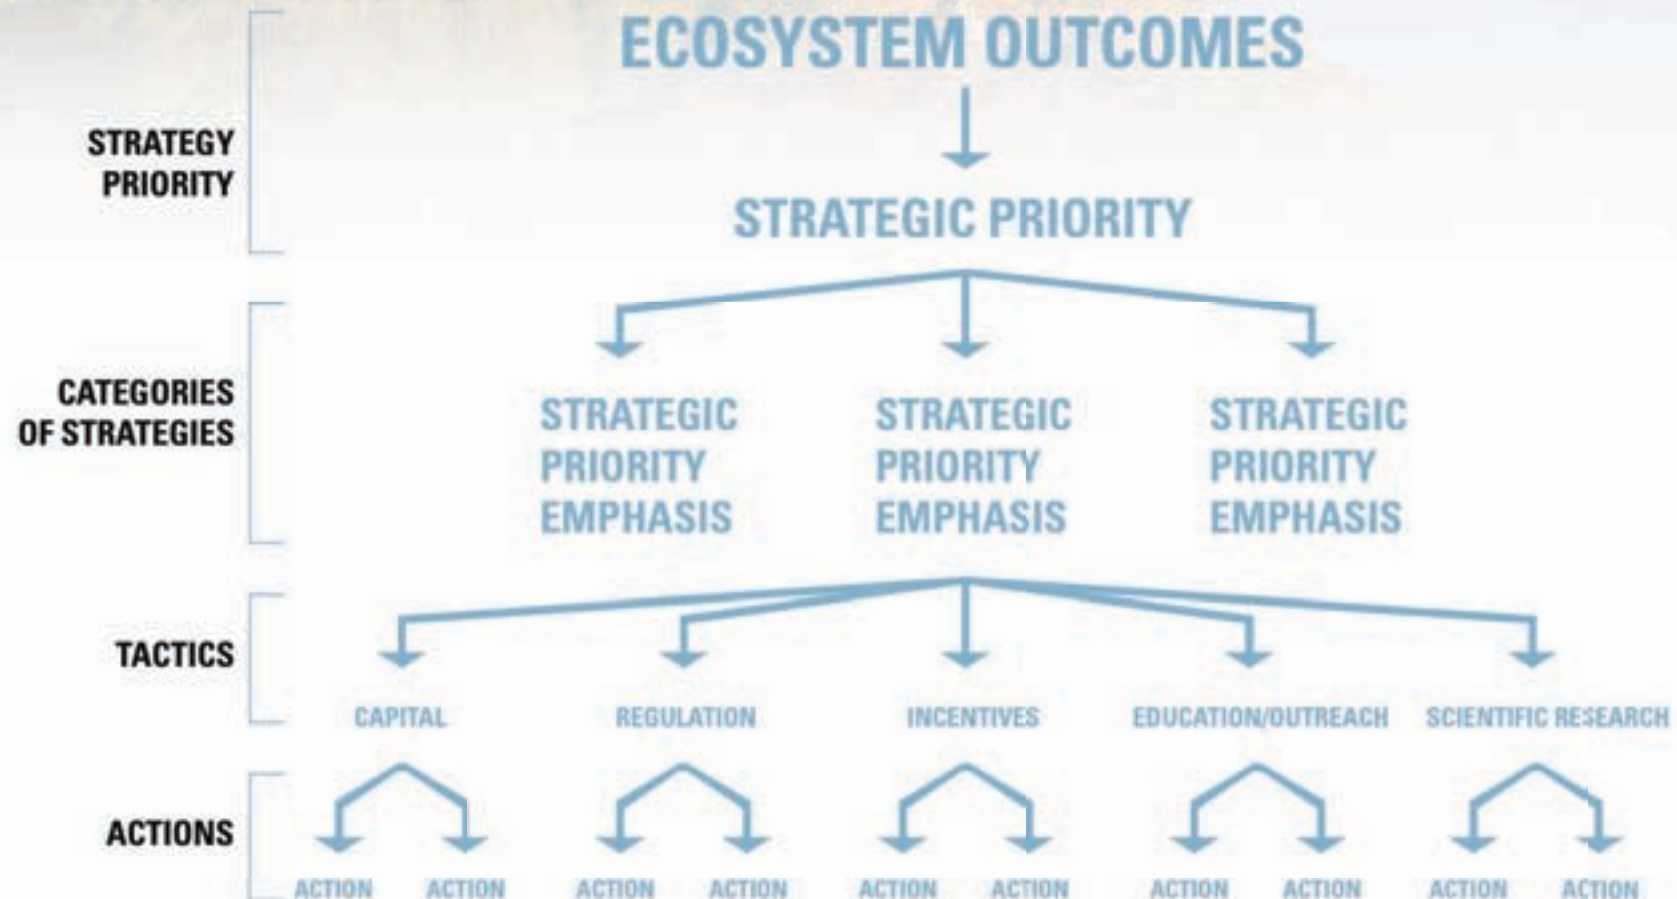 ECOSYSTEM OUTCOMES
STRATEGY
PRIORITY
STRATEGIC PRIORITY
CATEGORIES
OF STRATEGIES
STRATEGIC
PRIORITY
EMPHASIS
STRATEGIC
PRIORITY
EMPHASIS
STRATEGIC
PRIORITY
EMPHASIS
TACTICS
CAPITAL
REGULATION
INCENTIVES
EDUCATION/OUTREACH
SCIENTIFIC RESEARCH
ACTIONS
ACTION
ACTION
ACTION
ACTION
ACTION
ACTION
ACTION
ACTION
ACTION
ACTION